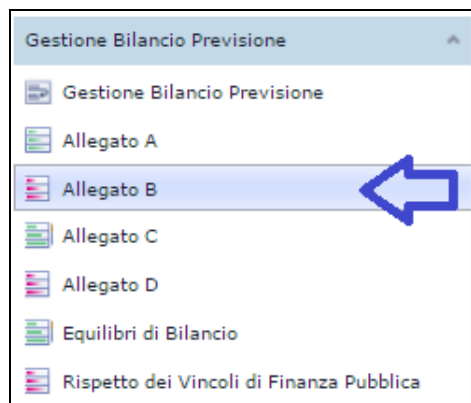 Gestione Bilancio Previsione
Gestione Bilancio Previsione
Allegato A
Allegato B
Allegato C
Allegato D
Equilibri di Bilancio
Rispetto dei Vincoli di Finanza Pubblica